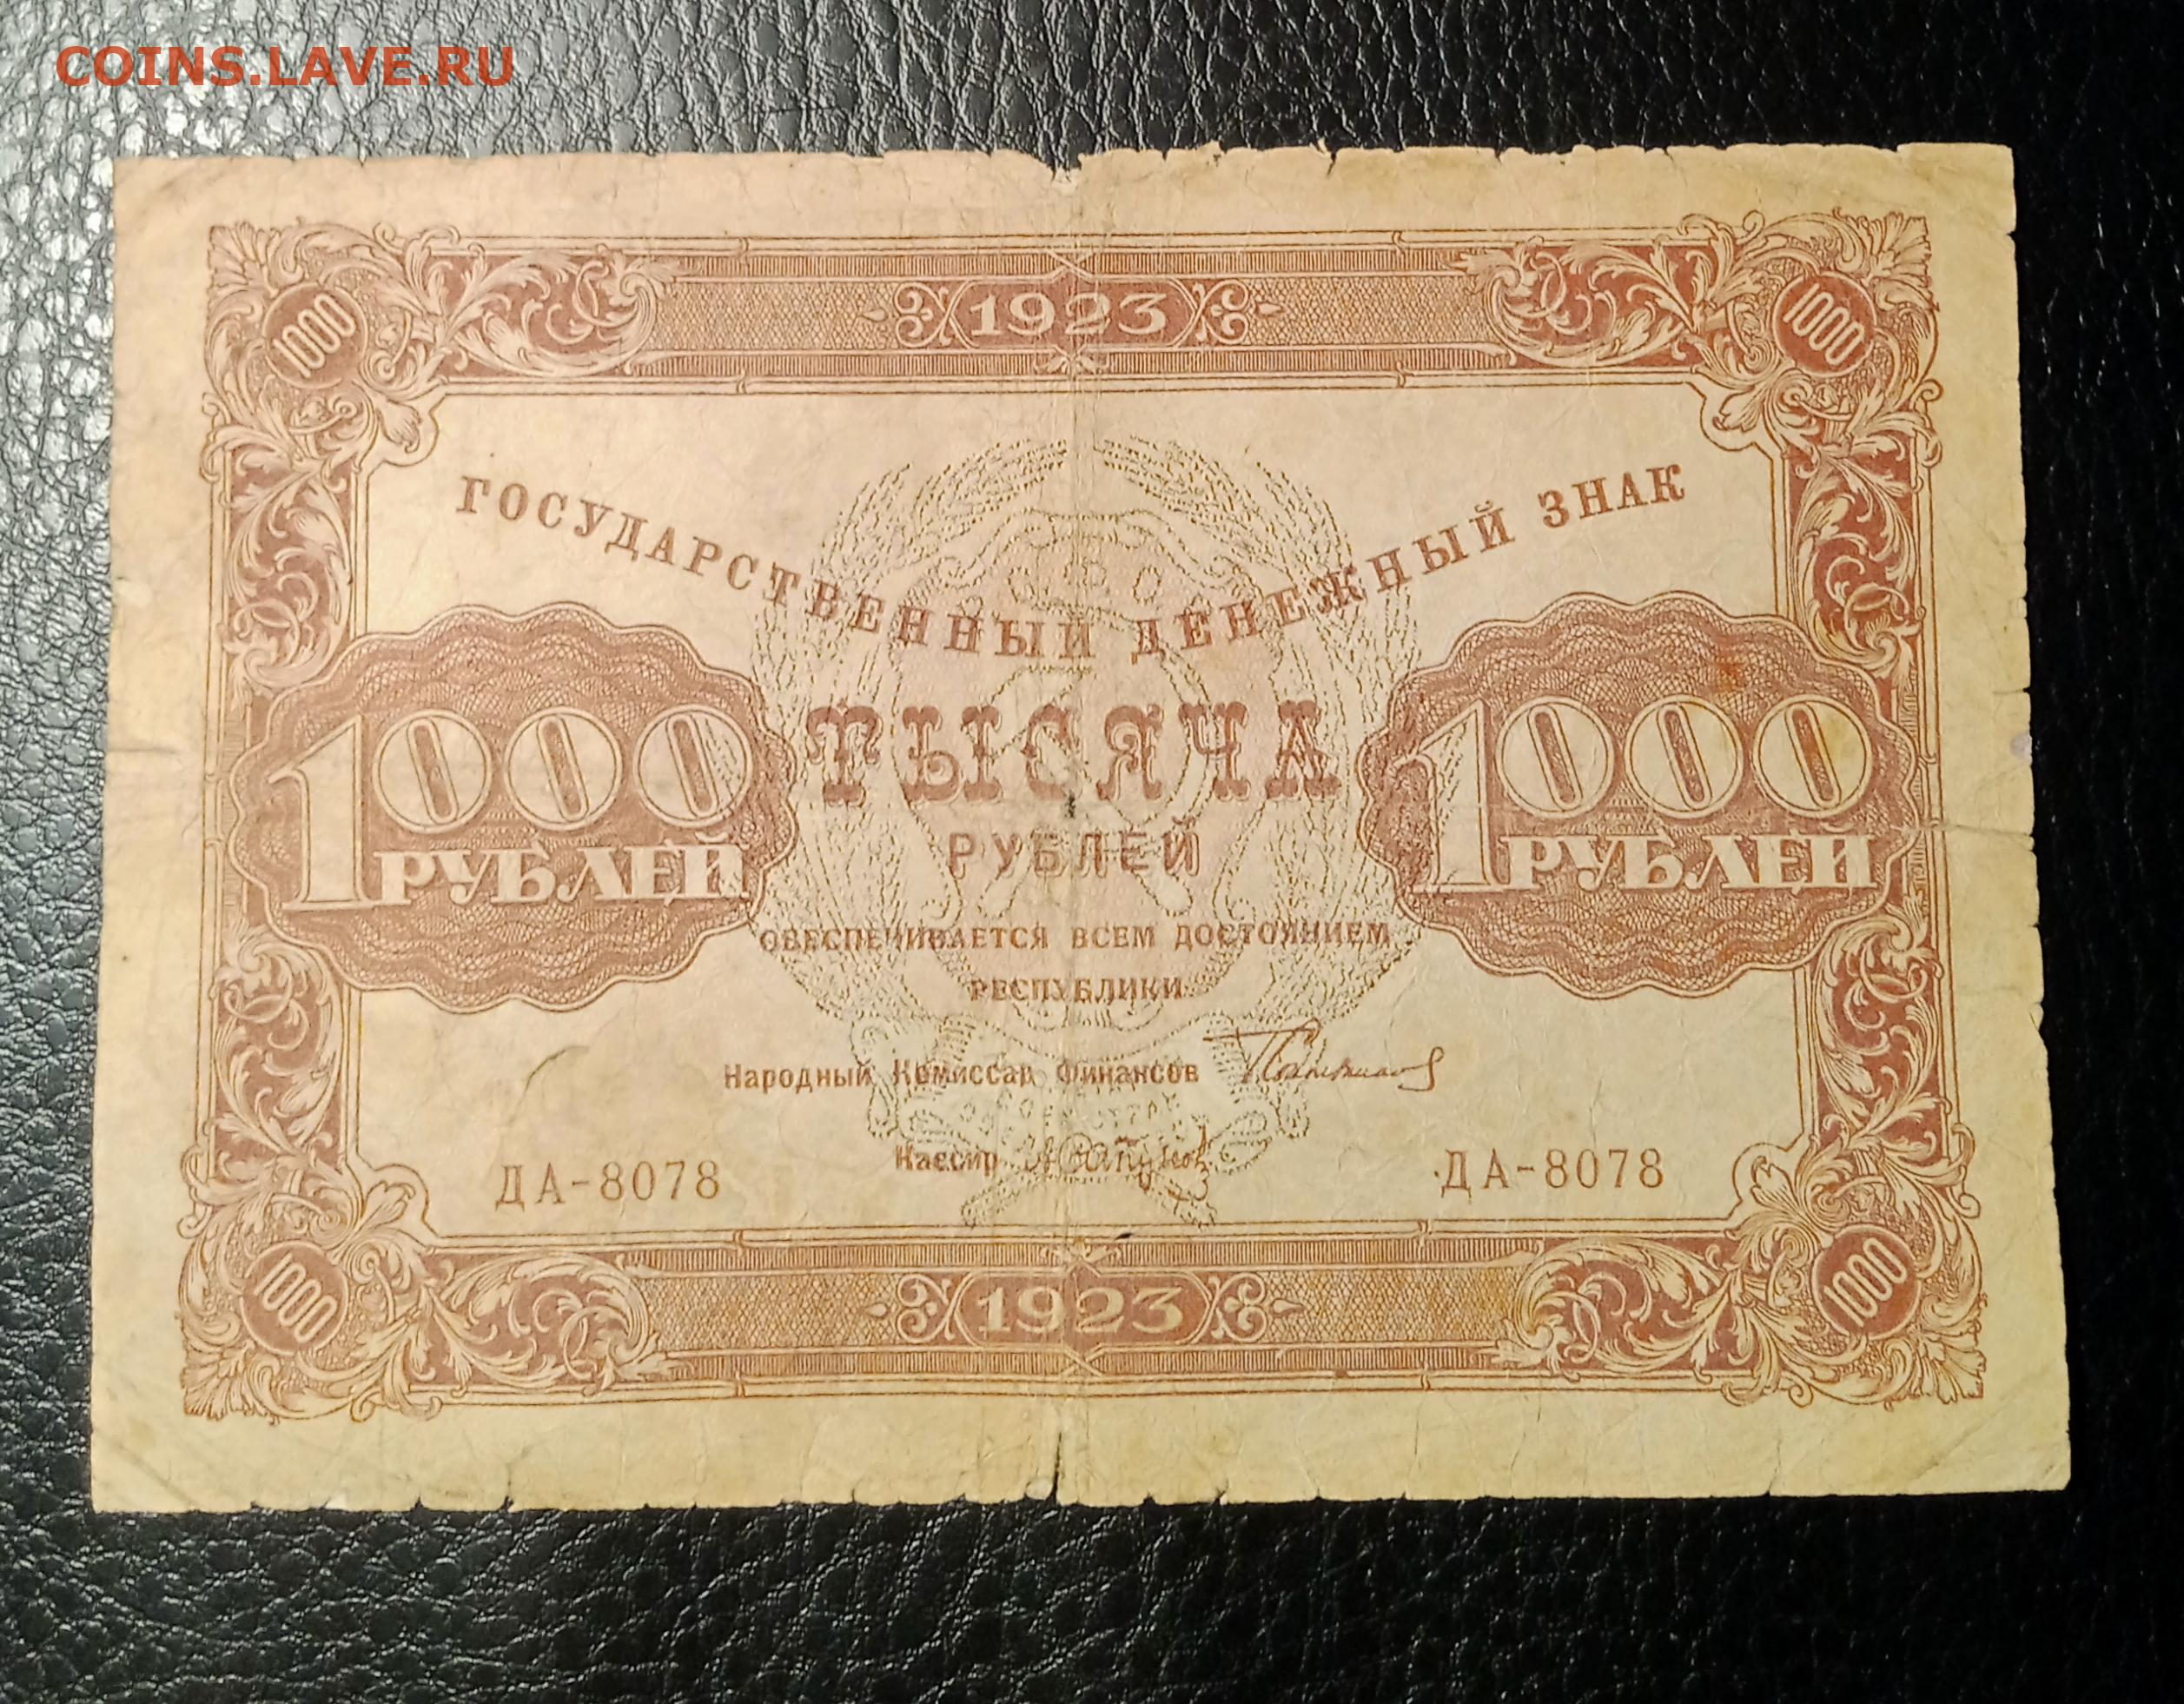 COINS.LAVE.RU
1923
1000 1000
ГОСУДАРСТВЕННЫЙ ДЕНЕЖНЫЙ ЗНАК
1000 РУБЛЕЙ
ТЫСЯЧА
РУБЛЕЙ
1000 РУБЛЕЙ
ОБЕСПЕЧИВАЕТСЯ ВСЕМ ДОСТОЯНИЕМ
РЕСПУБЛИКИ
Народный Комиссар Финансов
Кассир
ДА-8078 ДА-8078
1000 1000
1923